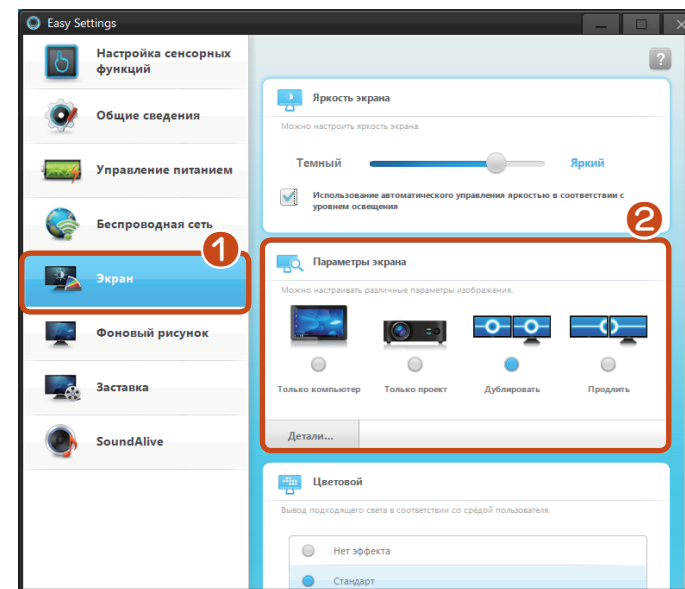 Easy Settings
Настройка сенсорных
функций
Общие сведения
Управление питанием
Беспроводная сеть
1
Экран
Фоновый рисунок
Заставка
SoundAlive
?
Яркость экрана
Можно настроить яркость экрана.
Темный
Яркий
Использование автоматического управления яркостью в соответствии с
уровнем освещения
2
Параметры экрана
Можно настраивать различные параметры изображения.
Только компьютер
Только проект
Дублировать
Продлить
Детали...
Цветовой
Вывод подходящего света в соответствии со средой пользователя.
Нет эффекта
Стандарт